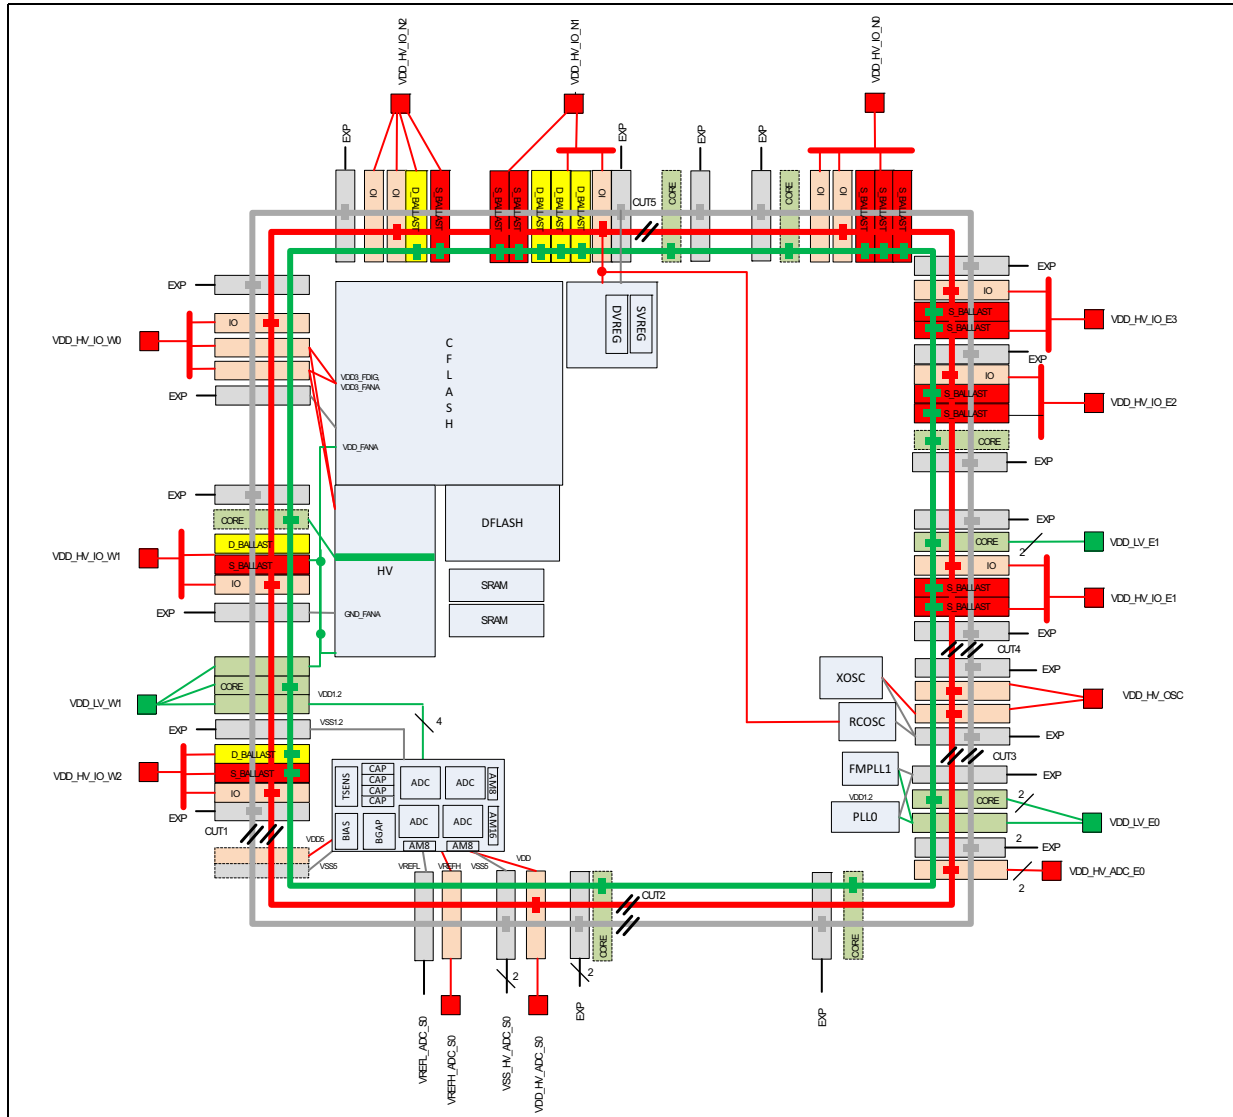 VDD_HV_IO_N2
VDD_HV_IO_N1
VDD_HV_IO_N0
EXP
EXP
EXP
EXP
IO
IO
D_BALLAST
S_BALLAST
S_BALLAST
S_BALLAST
D_BALLAST
D_BALLAST
D_BALLAST
IO
CUT5
CORE
CORE
IO
IO
S_BALLAST
S_BALLAST
S_BALLAST
EXP
IO
VDD_HV_IO_W0
EXP
EXP
CORE
D_BALLAST
VDD_HV_IO_W1
S_BALLAST
IO
EXP
CORE
VDD_LV_W1
VDD1.2
VSS1.2
EXP
D_BALLAST
VDD_HV_IO_W2
S_BALLAST
IO
EXP
CUT1
VDD5
VSS5
CFLASH
VDD3_FDIG,
VDD3_FANA
VDD_FANA
HV
GND_FANA
DFLASH
SRAM
SRAM
DVREG
SVREG
4
TSENS
CAP
CAP
CAP
CAP
ADC
ADC
AM8
BIAS
BGAP
ADC
ADC
AM16
AM8
AM8
VREFL
VREFH
VSS5
VDD
XOSC
RCOSC
FMPLL1
VDD1.2
PLL0
EXP
IO
S_BALLAST
S_BALLAST
VDD_HV_IO_E3
EXP
IO
S_BALLAST
S_BALLAST
VDD_HV_IO_E2
CORE
EXP
EXP
CORE
2
VDD_LV_E1
IO
S_BALLAST
S_BALLAST
VDD_HV_IO_E1
EXP
CUT4
EXP
VDD_HV_OSC
EXP
CUT3
EXP
CORE
2
VDD_LV_E0
2
EXP
2
VDD_HV_ADC_E0
CUT2
CORE
CORE
2
2
EXP
EXP
VREFL_ADC_S0
VREFH_ADC_S0
VSS_HV_ADC_S0
VDD_HV_ADC_S0